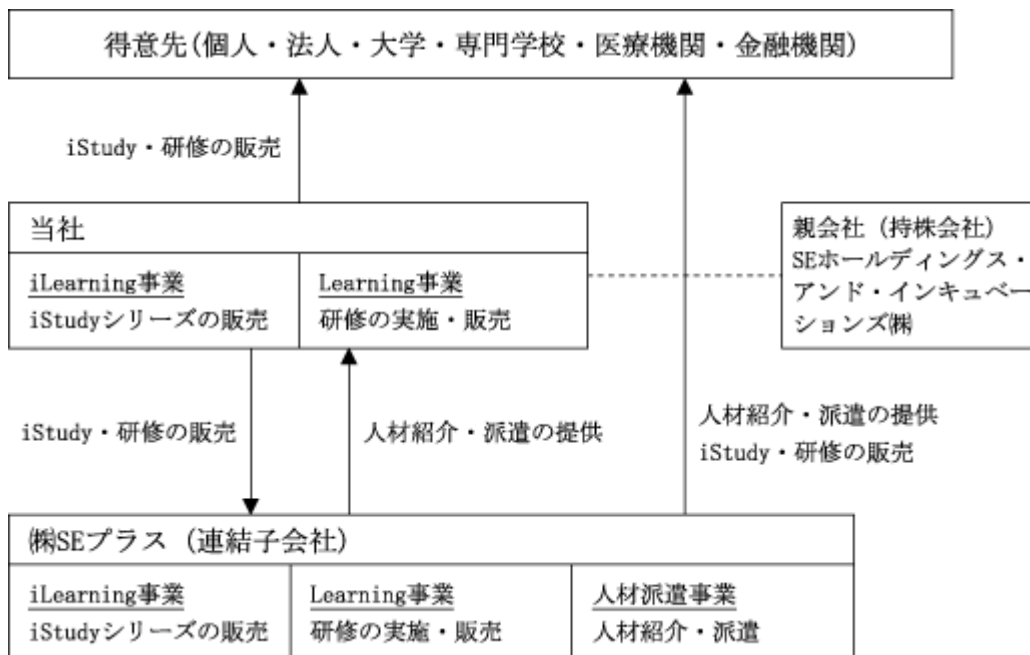 得意先(個人・法人・大学・専門学校・医療機関・金融機関)
iStudy・研修の販売
当社
iLearning事業
iStudyシリーズの販売
Learning事業
研修の実施・販売
親会社（持株会社）
SEホールディングス・
アンド・インキュベー
ションズ㈱
iStudy・研修の販売
人材紹介・派遣の提供
人材紹介・派遣の提供
iStudy・研修の販売
㈱SEプラス（連結子会社）
iLearning事業
iStudyシリーズの販売
Learning事業
研修の実施・販売
人材派遣事業
人材紹介・派遣